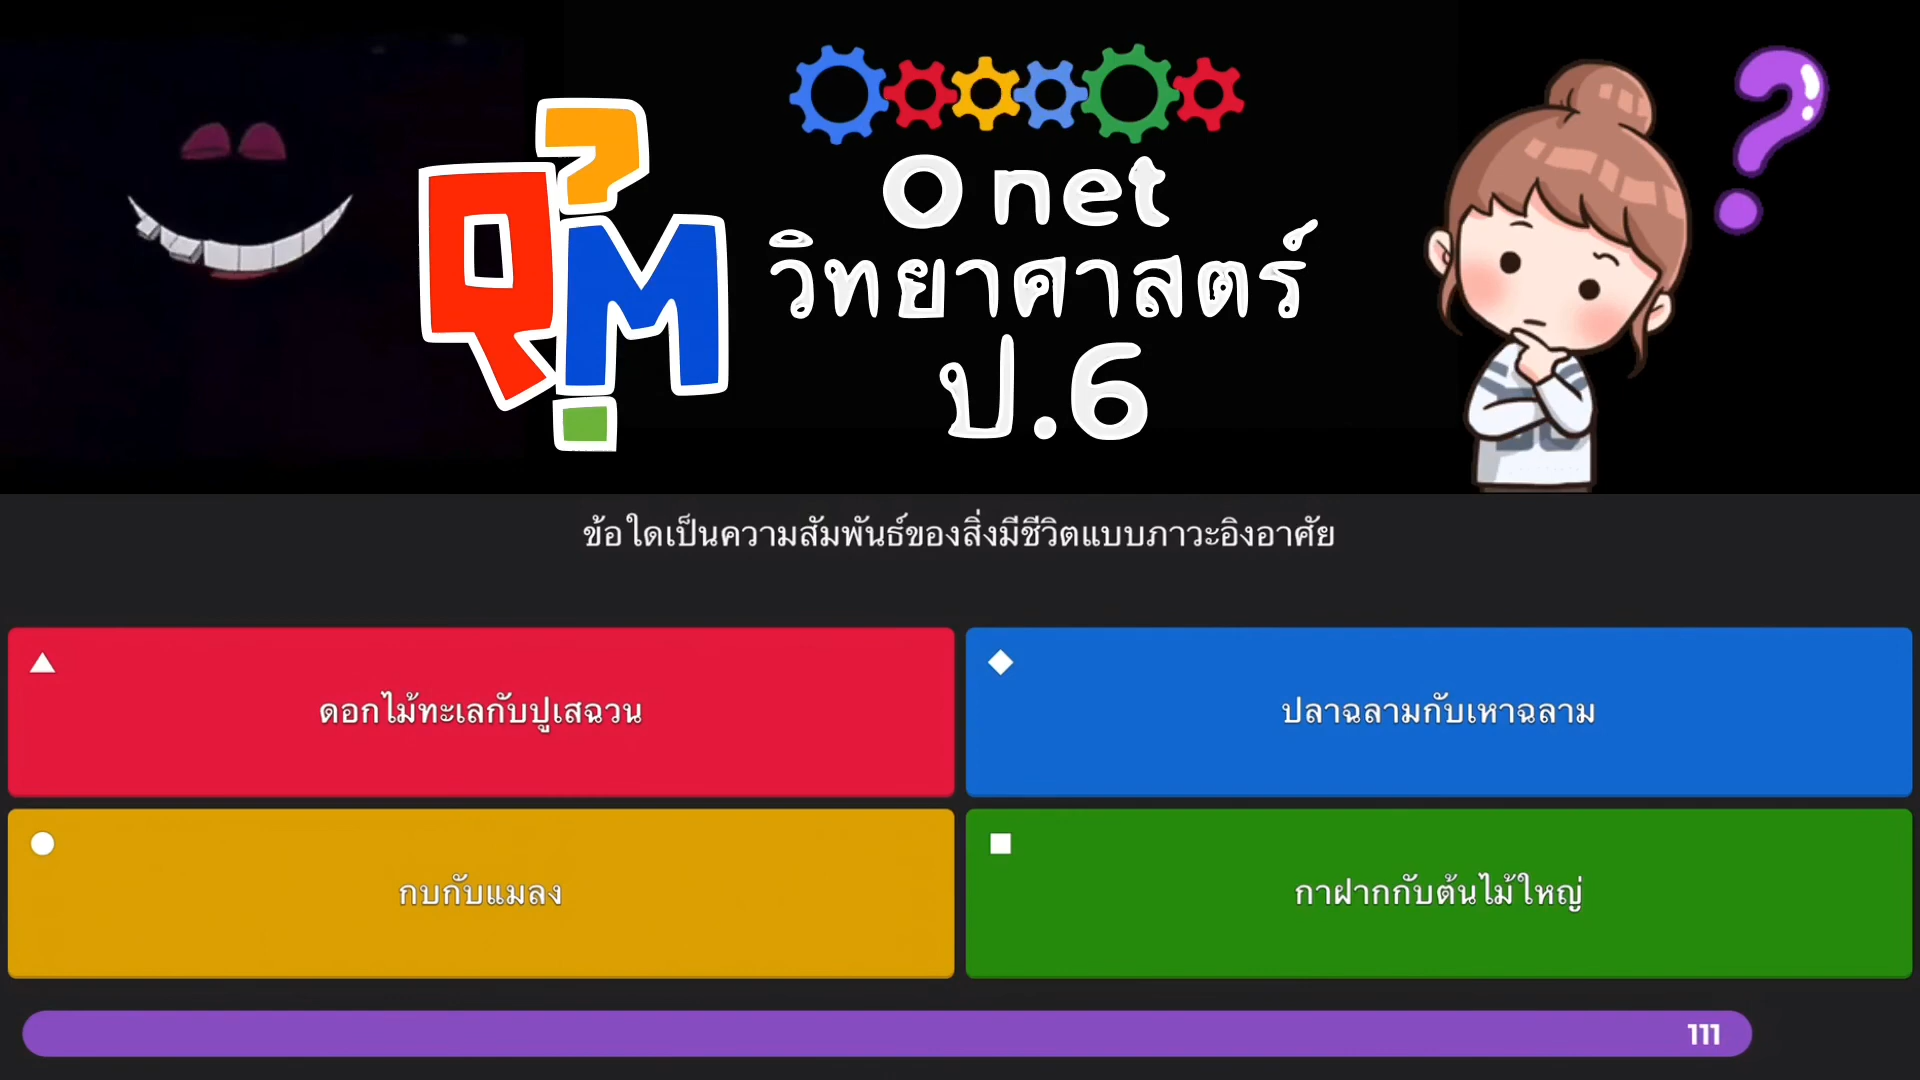 ?
QM
O net
วิทยาศาสตร์
ป.6
?
ข้อใดเป็นความสัมพันธ์ของสิ่งมีชีวิตแบบภาวะอิงอาศัย
ดอกไม้ทะเลกับปูเสฉวน
ปลาฉลามกับเหาฉลาม
กบกับแมลง
กาฝากกับต้นไม้ใหญ่
111